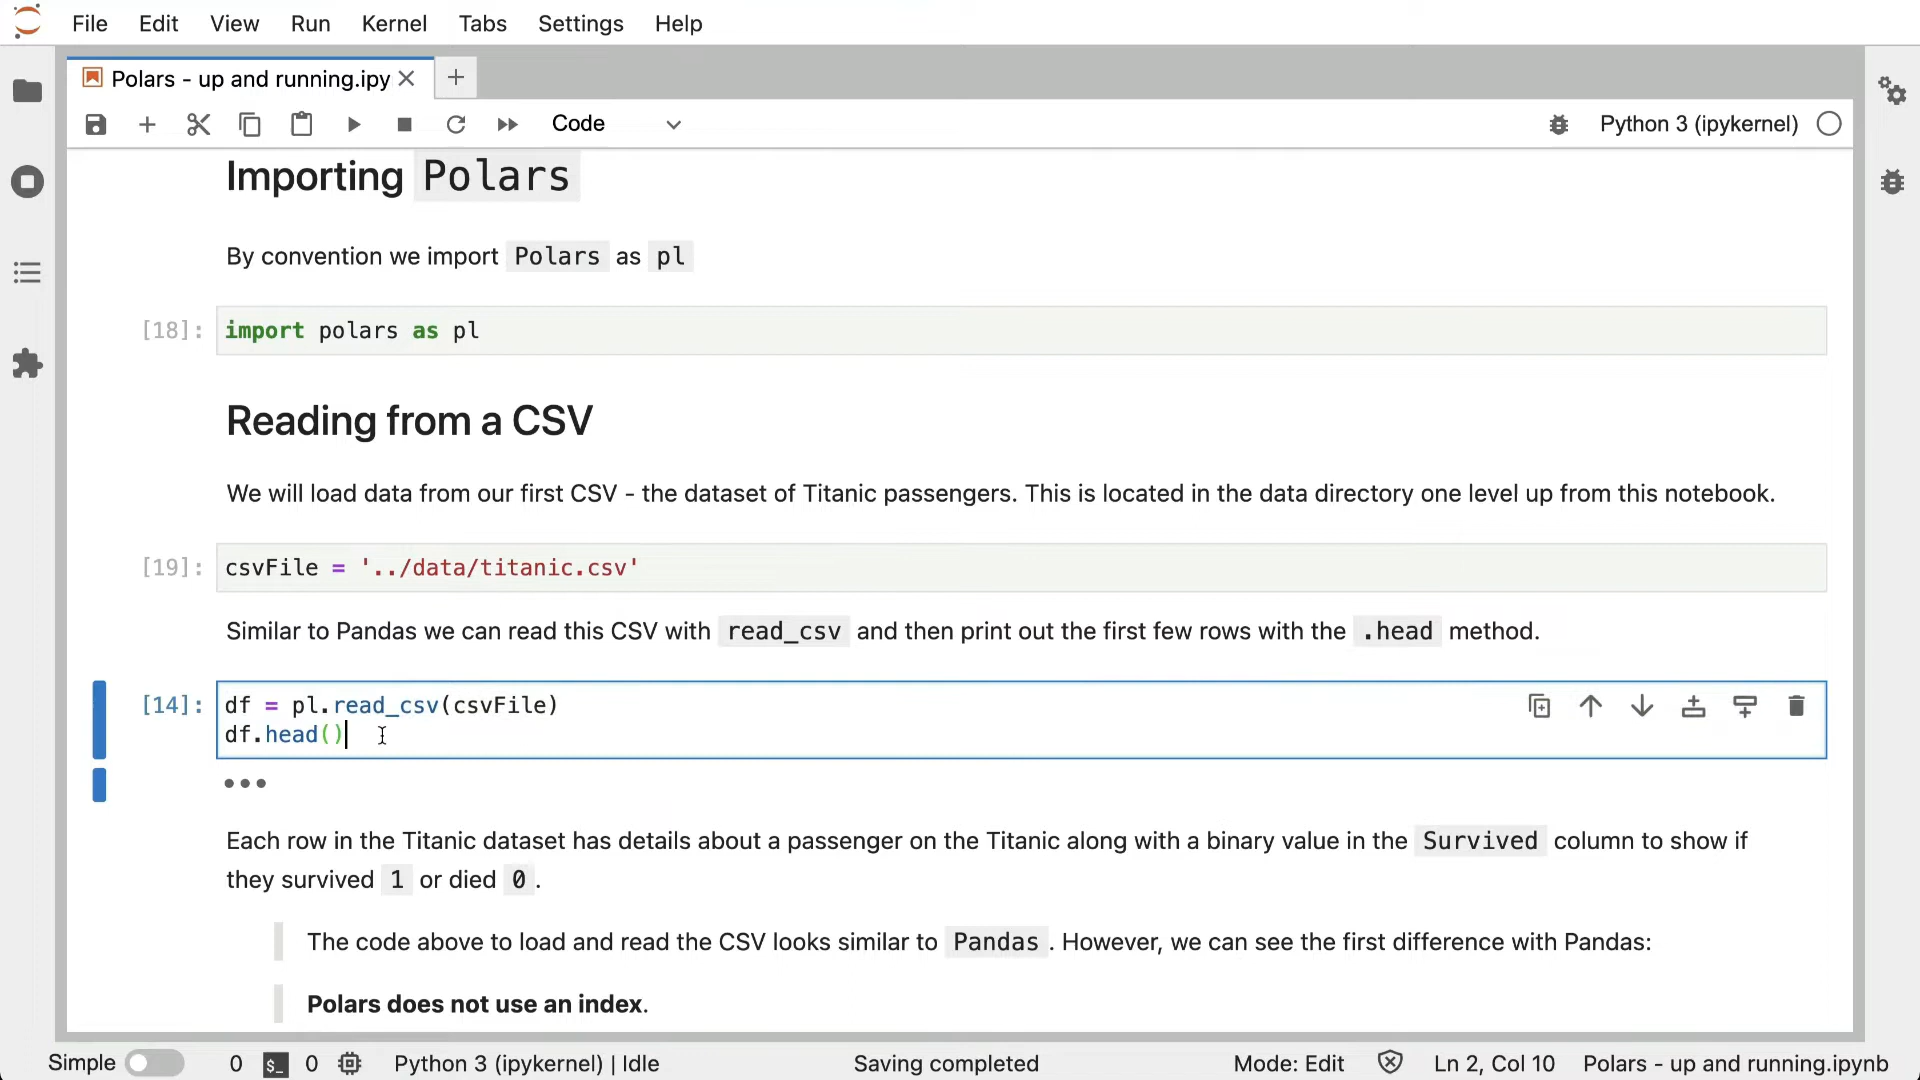 File Edit View Run Kernel Tabs Settings Help
Polars - up and running.ipy
Code
Python 3 (ipykernel)
Importing Polars
By convention we import Polars as pl
[18]: import polars as pl
Reading from a CSV
We will load data from our first CSV - the dataset of Titanic passengers. This is located in the data directory one level up from this notebook.
[19]: csvFile = '../data/titanic.csv'
Similar to Pandas we can read this CSV with read_csv and then print out the first few rows with the .head method.
[14]: df = pl.read_csv(csvFile)
df.head()
Each row in the Titanic dataset has details about a passenger on the Titanic along with a binary value in the Survived column to show if
they survived 1 or died 0 .
The code above to load and read the CSV looks similar to Pandas . However, we can see the first difference with Pandas:
Polars does not use an index.
Simple 0 $_ 0 Python 3 (ipykernel) | Idle Saving completed Mode: Edit Ln 2, Col 10 Polars - up and running.ipynb